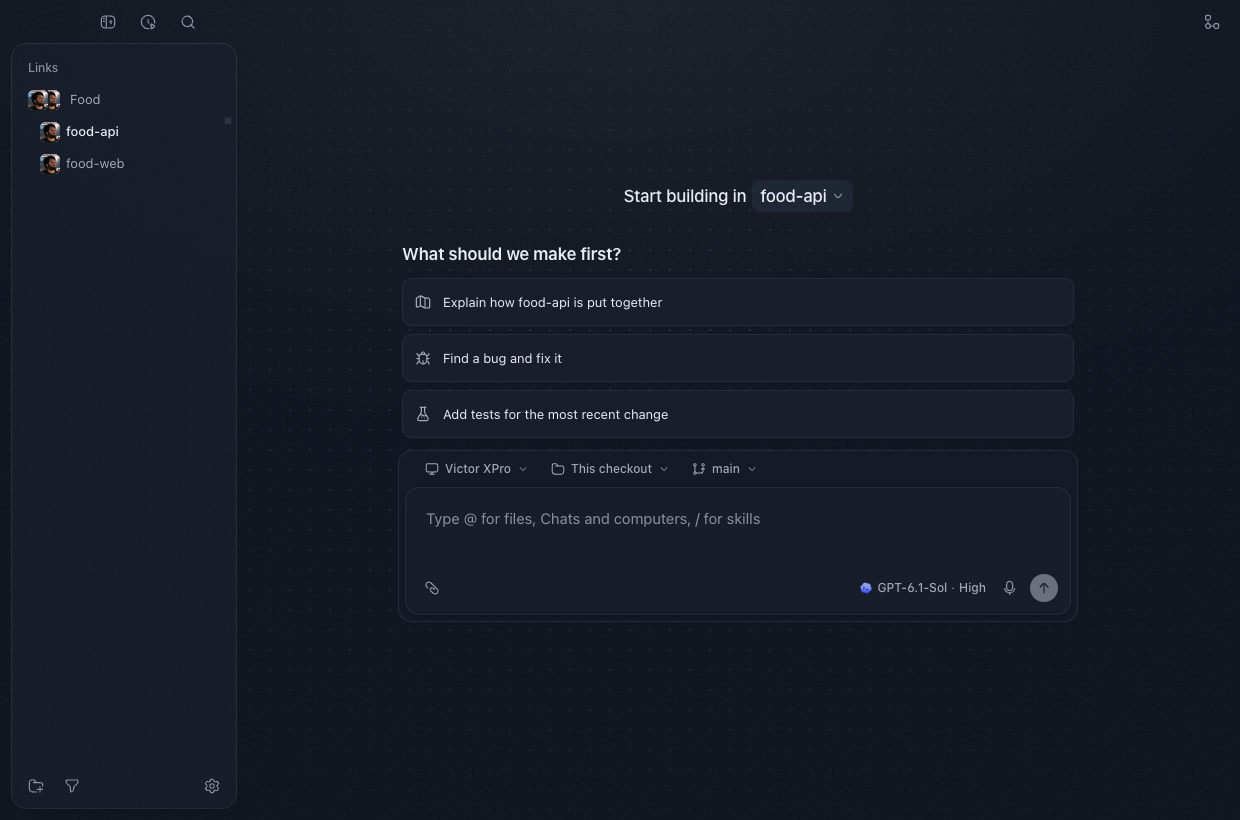 Links
Food
food-api
food-web
Start building in food-api
What should we make first?
Explain how food-api is put together
Find a bug and fix it
Add tests for the most recent change
Victor XPro This checkout main
Type @ for files, Chats and computers, / for skills
GPT-6.1-Sol · High